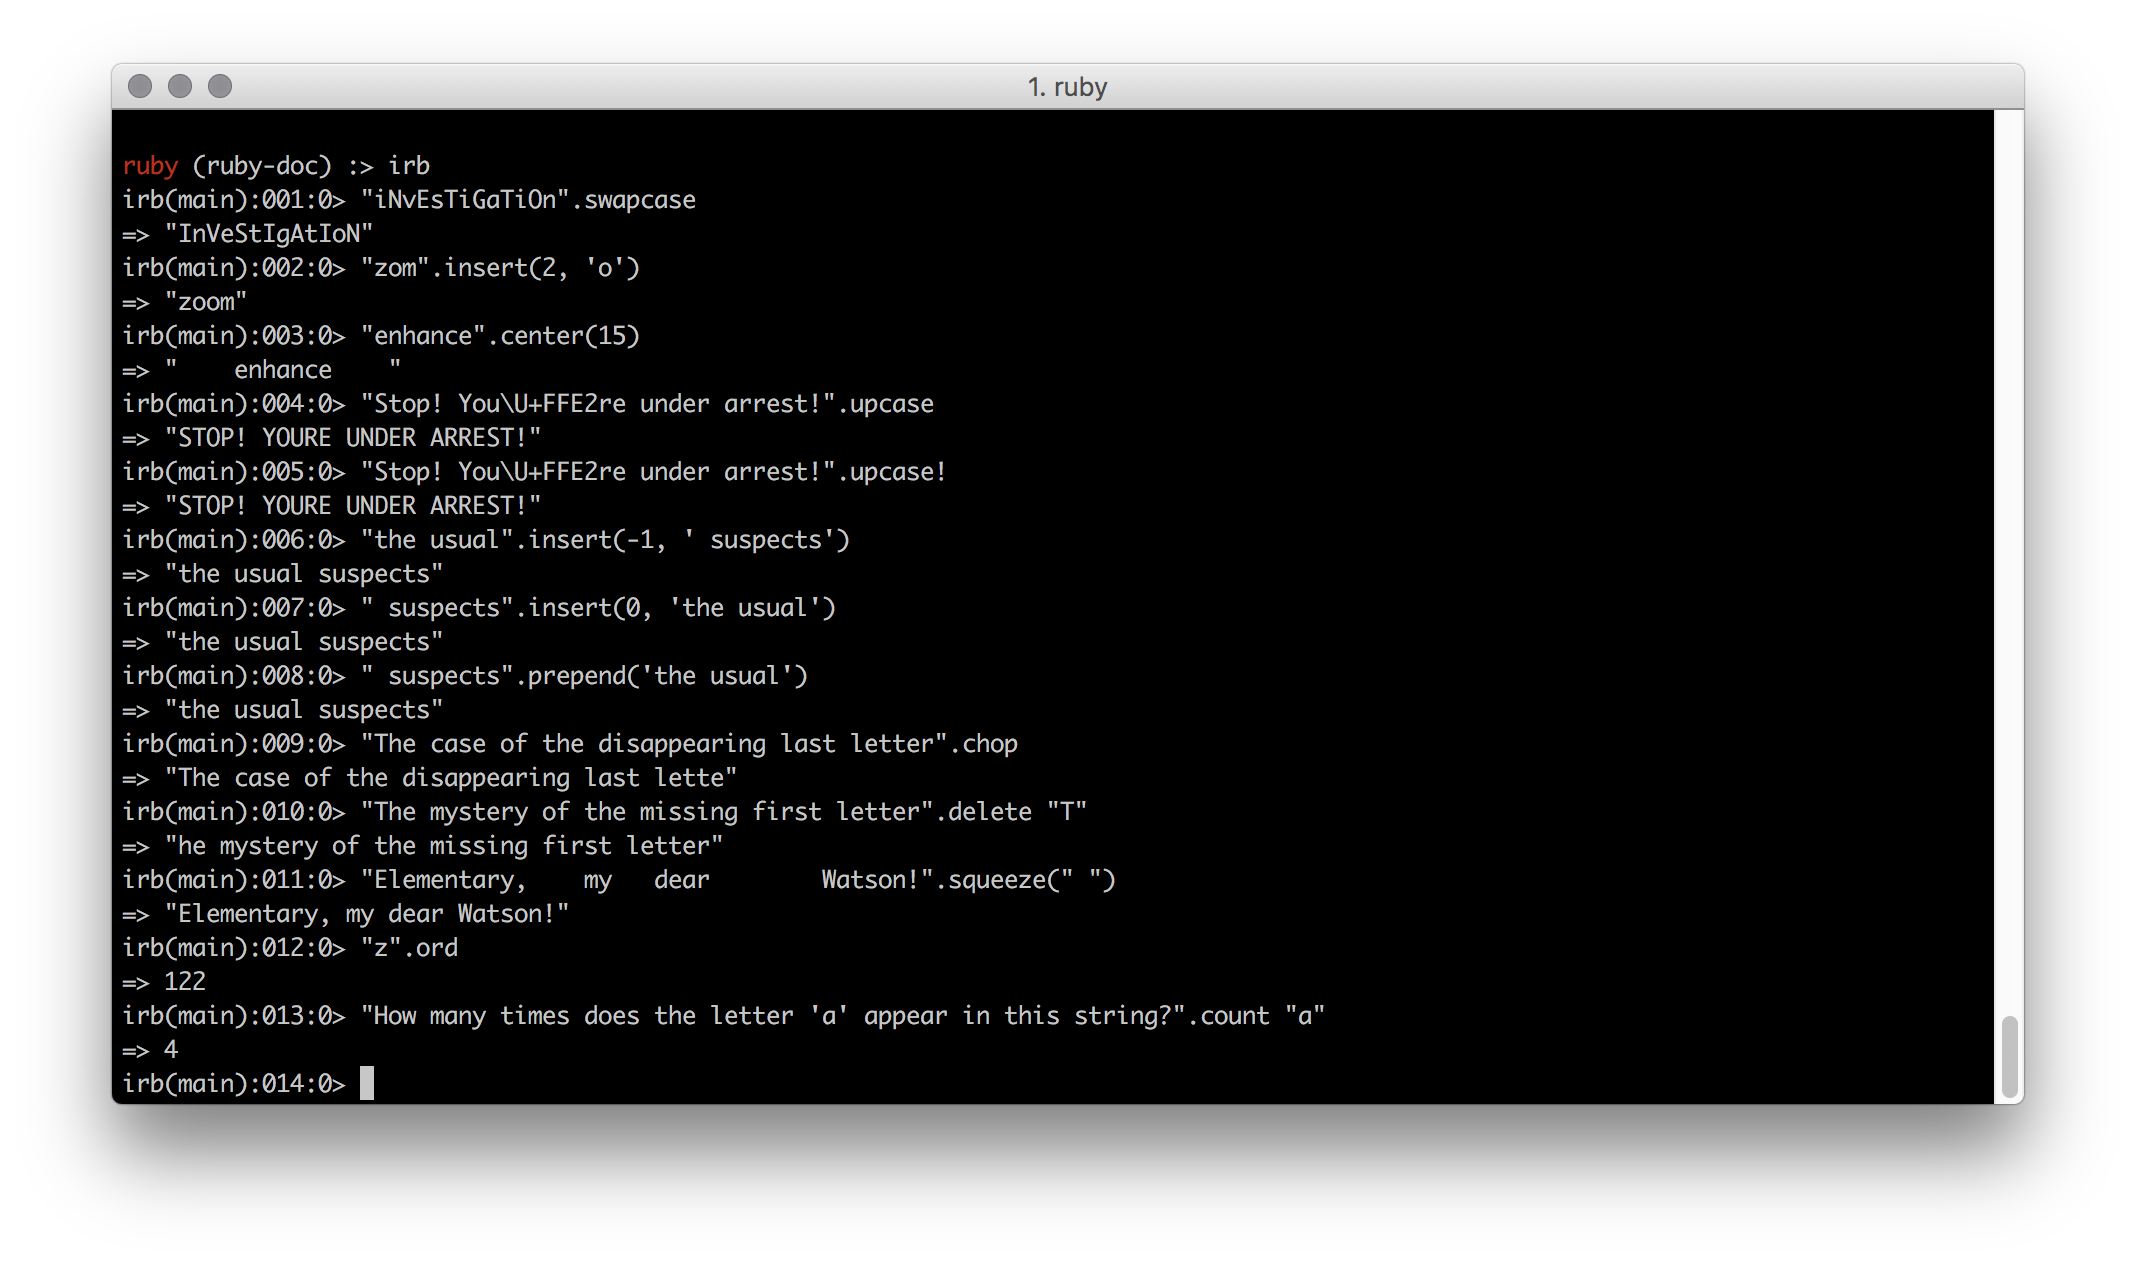 1. ruby
ruby (ruby-doc) :> irb
irb(main):001:0> "iNvEsTiGaTiOn".swapcase
=> "InVeStIgAtIoN"
irb(main):002:0> "zom".insert(2, 'o')
=> "zoom"
irb(main):003:0> "enhance".center(15)
=> "    enhance    "
irb(main):004:0> "Stop! You\U+FFE2re under arrest!".upcase
=> "STOP! YOURE UNDER ARREST!"
irb(main):005:0> "Stop! You\U+FFE2re under arrest!".upcase!
=> "STOP! YOURE UNDER ARREST!"
irb(main):006:0> "the usual".insert(-1, ' suspects')
=> "the usual suspects"
irb(main):007:0> " suspects".insert(0, 'the usual')
=> "the usual suspects"
irb(main):008:0> " suspects".prepend('the usual')
=> "the usual suspects"
irb(main):009:0> "The case of the disappearing last letter".chop
=> "The case of the disappearing last lette"
irb(main):010:0> "The mystery of the missing first letter".delete "T"
=> "he mystery of the missing first letter"
irb(main):011:0> "Elementary,    my   dear        Watson!".squeeze(" ")
=> "Elementary, my dear Watson!"
irb(main):012:0> "z".ord
=> 122
irb(main):013:0> "How many times does the letter 'a' appear in this string?".count "a"
=> 4
irb(main):014:0>